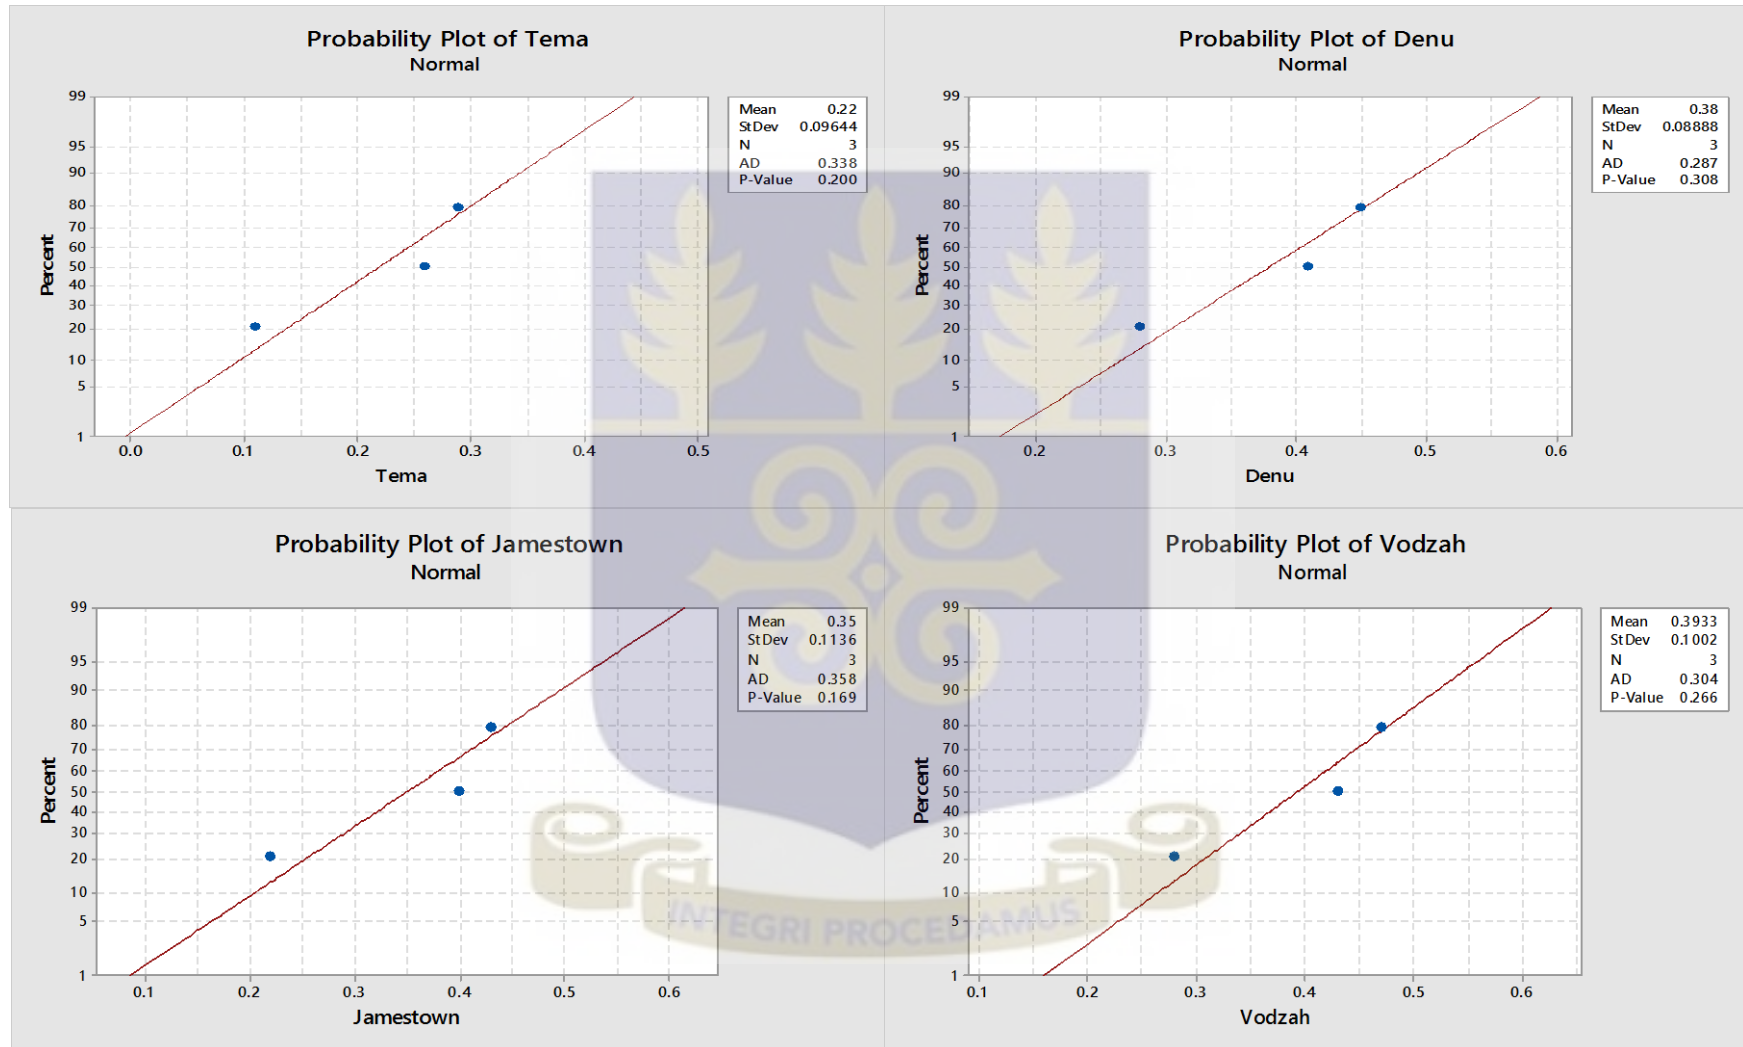 Probability Plot of Tema
Normal
99
95
90
80
70
60
50
40
30
20
10
5
1
Percent
0.0 0.1 0.2 0.3 0.4 0.5
Tema
Mean 0.22
StDev 0.09644
N 3
AD 0.338
P-Value 0.200
Probability Plot of Denu
Normal
99
95
90
80
70
60
50
40
30
20
10
5
1
Percent
0.2 0.3 0.4 0.5 0.6
Denu
Mean 0.38
StDev 0.08888
N 3
AD 0.287
P-Value 0.308
Probability Plot of Jamestown
Normal
99
95
90
80
70
60
50
40
30
20
10
5
1
Percent
0.1 0.2 0.3 0.4 0.5 0.6
Jamestown
Mean 0.35
StDev 0.1136
N 3
AD 0.358
P-Value 0.169
Probability Plot of Vodzah
Normal
99
95
90
80
70
60
50
40
30
20
10
5
1
Percent
0.1 0.2 0.3 0.4 0.5 0.6
Vodzah
Mean 0.3933
StDev 0.1002
N 3
AD 0.304
P-Value 0.266
INTEGRI PROCEDAMUS